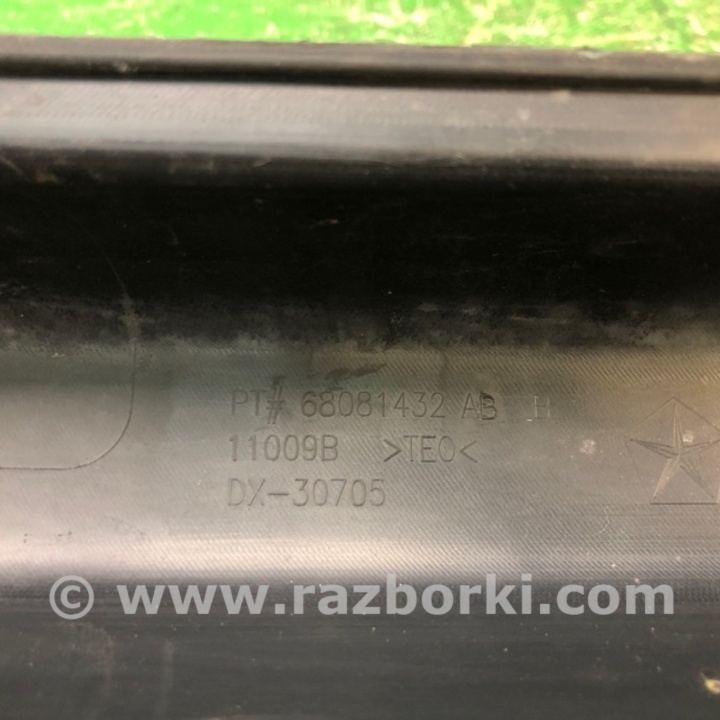 PT# 68081432 AB H
11009B >TEO<
DX-30705
© www.razborki.com